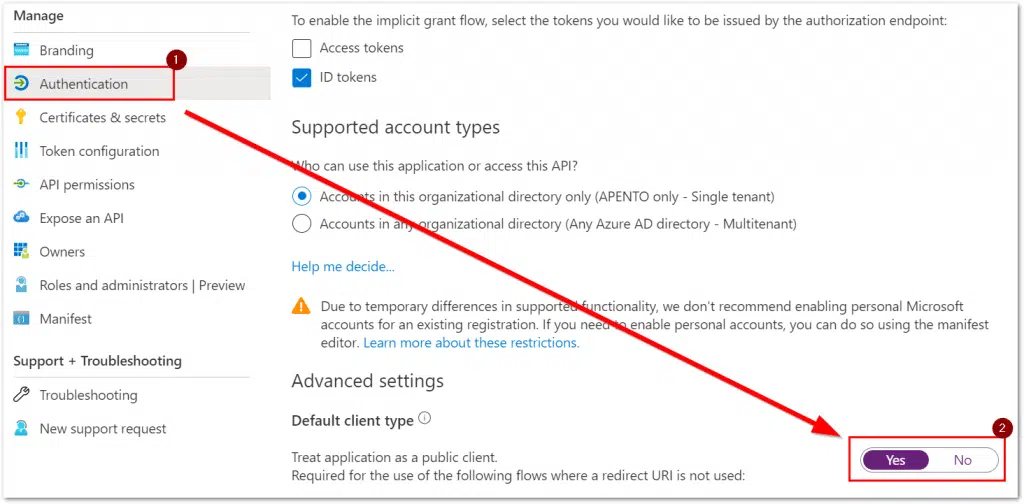 Manage
Branding
1
Authentication
Certificates & secrets
Token configuration
API permissions
Expose an API
Owners
Roles and administrators | Preview
Manifest
Support + Troubleshooting
Troubleshooting
New support request
To enable the implicit grant flow, select the tokens you would like to be issued by the authorization endpoint:
Access tokens
ID tokens
Supported account types
Who can use this application or access this API?
Accounts in this organizational directory only (APENTO only - Single tenant)
Accounts in any organizational directory (Any Azure AD directory - Multitenant)
Help me decide...
Due to temporary differences in supported functionality, we don't recommend enabling personal Microsoft
accounts for an existing registration. If you need to enable personal accounts, you can do so using the manifest
editor. Learn more about these restrictions.
Advanced settings
Default client type
2
Treat application as a public client.
Required for the use of the following flows where a redirect URI is not used:
Yes No